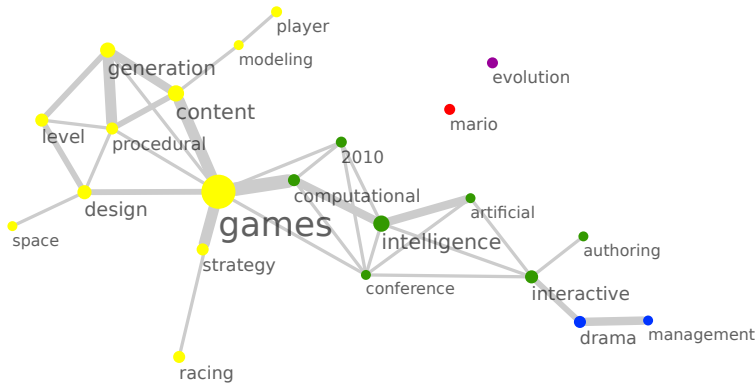 player
modeling
generation
evolution
content
mario
level
procedural
2010
computational
design
games
artificial
space
strategy
intelligence
authoring
conference
interactive
drama
management
racing